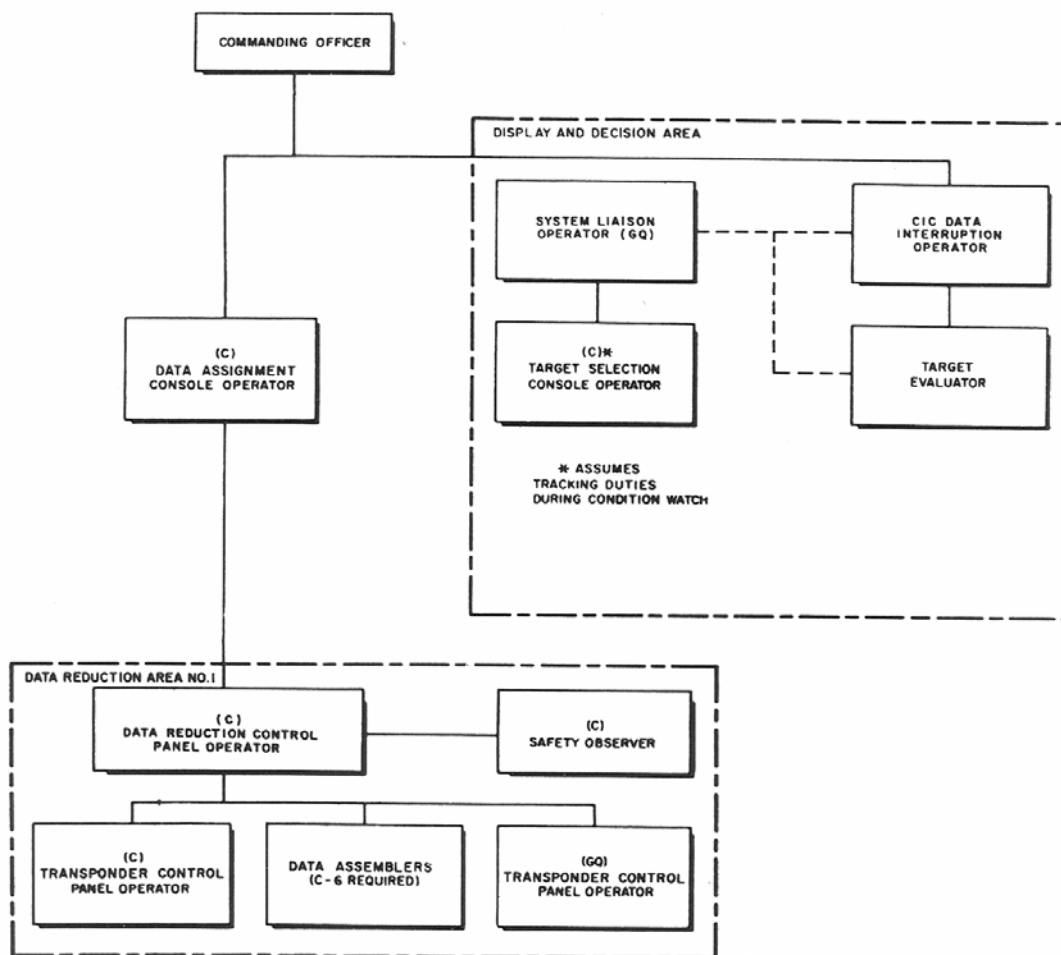 COMMANDING OFFICER
DISPLAY AND DECISION AREA
SYSTEM LIAISON
OPERATOR (GQ)
CIC DATA
INTERRUPTION
OPERATOR
(C)
DATA ASSIGNMENT
CONSOLE OPERATOR
(C)*
TARGET SELECTION
CONSOLE OPERATOR
TARGET
EVALUATOR
* ASSUMES
TRACKING DUTIES
DURING CONDITION WATCH
DATA REDUCTION AREA NO.1
(C)
DATA REDUCTION CONTROL
PANEL OPERATOR
(C)
SAFETY OBSERVER
(C)
TRANSPONDER CONTROL
PANEL OPERATOR
DATA ASSEMBLERS
(C-6 REQUIRED)
(GQ)
TRANSPONDER CONTROL
PANEL OPERATOR